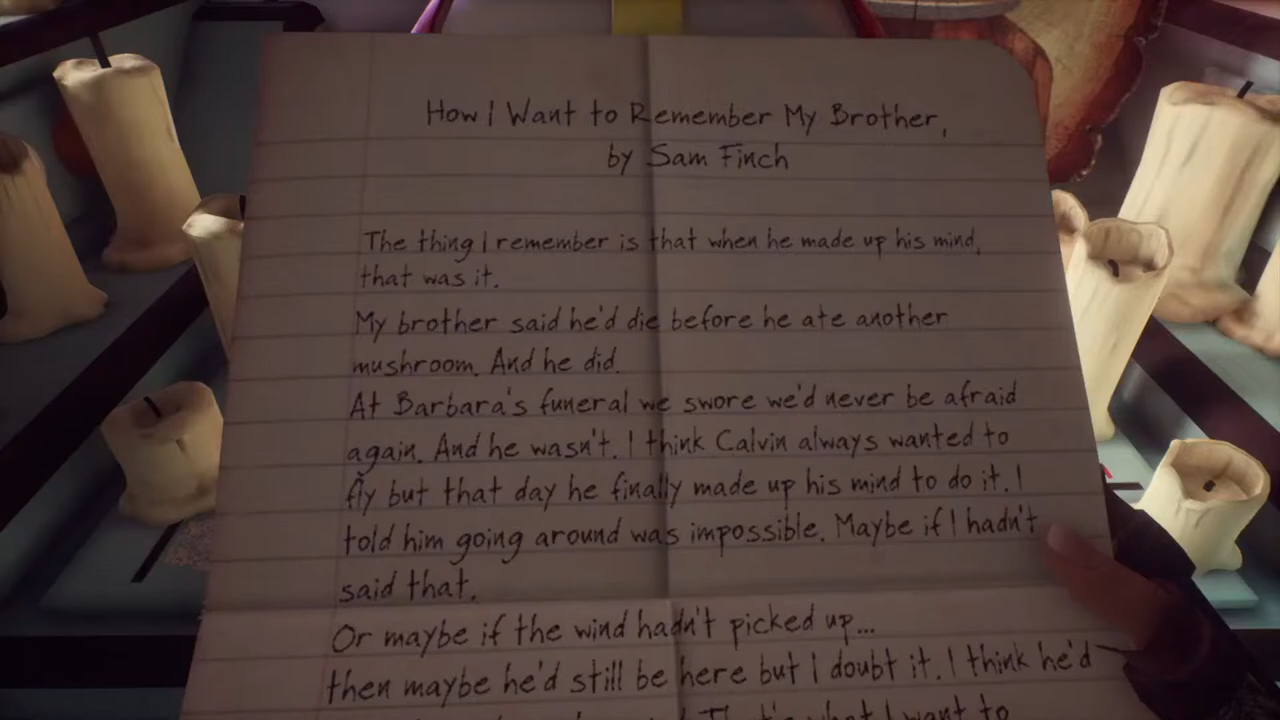 How I Want to Remember My Brother,
by Sam Finch
The thing I remember is that when he made up his mind,
that was it.
My brother said he'd die before he ate another
mushroom. And he did.
At Barbara's funeral we swore we'd never be afraid
again. And he wasn't. I think Calvin always wanted to
fly but that day he finally made up his mind to do it. I
told him going around was impossible. Maybe if I hadn't
said that.
Or maybe if the wind hadn't picked up...
then maybe he'd still be here but I doubt it. I think he'd
That's what I want to